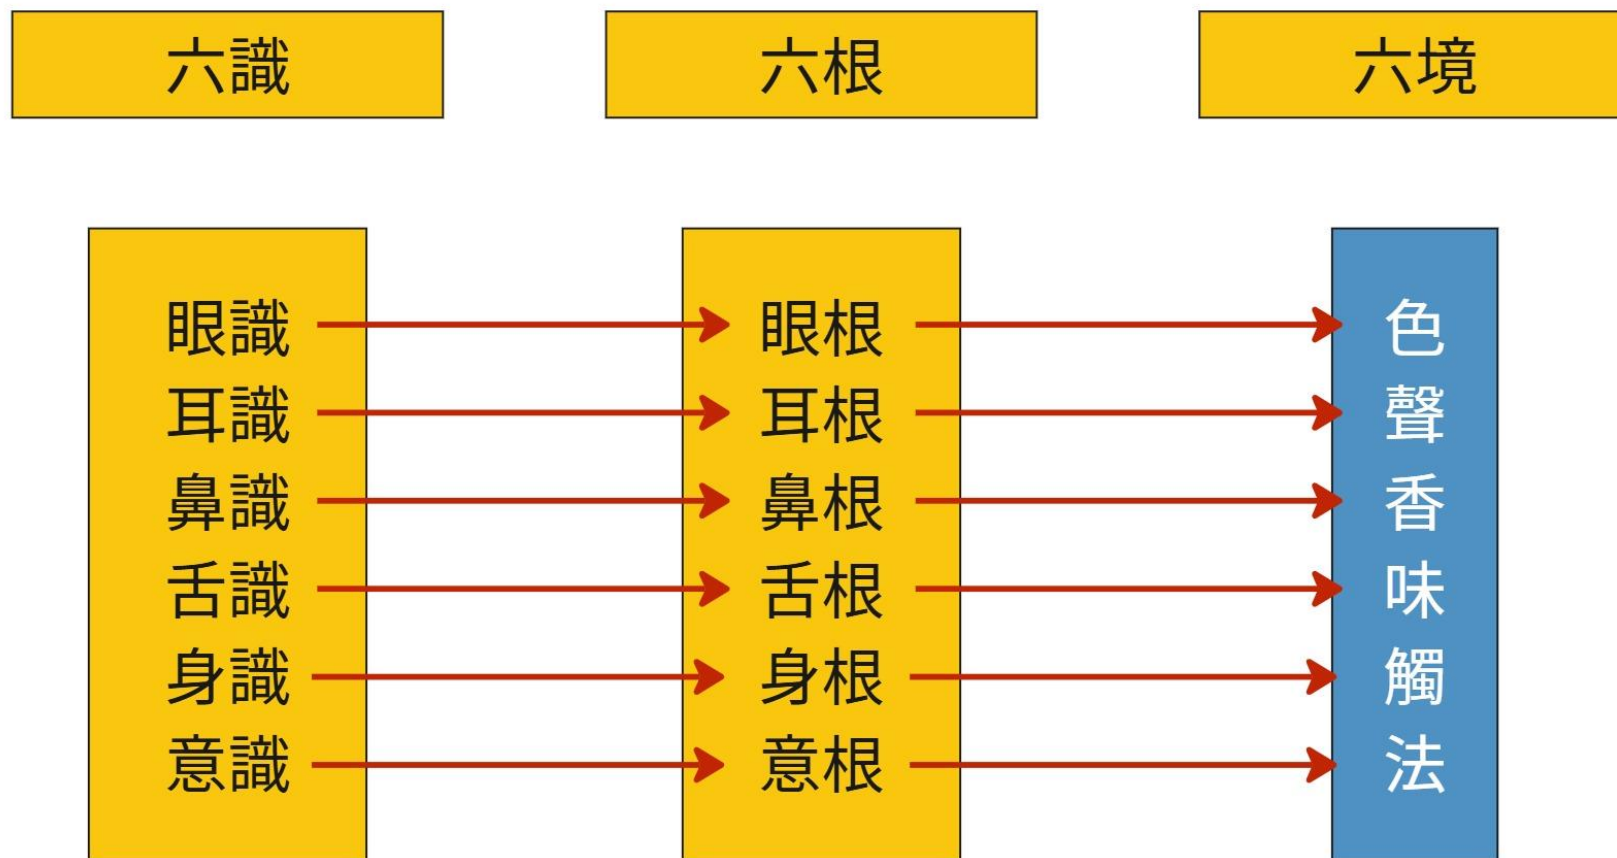 六識
六根
六境
眼識 眼根 色
耳識 耳根 聲
鼻識 鼻根 香
舌識 舌根 味
身識 身根 觸
意識 意根 法